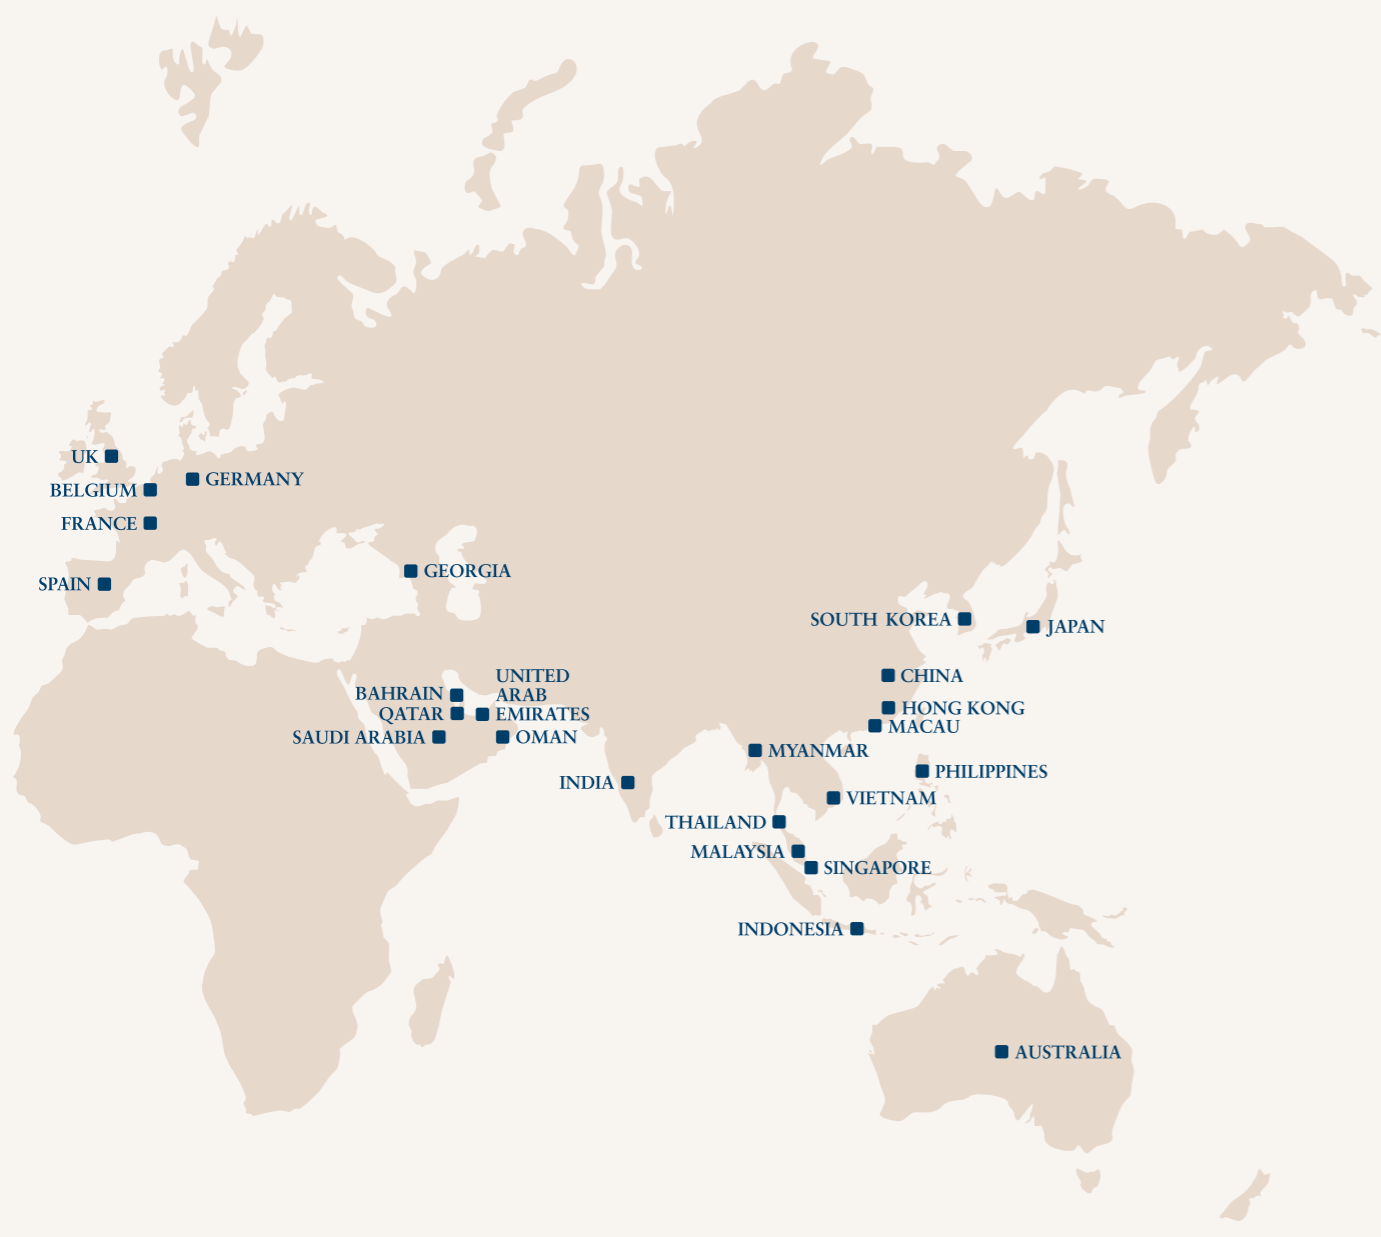 UK
GERMANY
BELGIUM
FRANCE
GEORGIA
SPAIN
SOUTH KOREA
JAPAN
UNITED
ARAB
EMIRATES
BAHRAIN
QATAR
SAUDI ARABIA
OMAN
CHINA
HONG KONG
MACAU
MYANMAR
PHILIPPINES
INDIA
VIETNAM
THAILAND
MALAYSIA
SINGAPORE
INDONESIA
AUSTRALIA